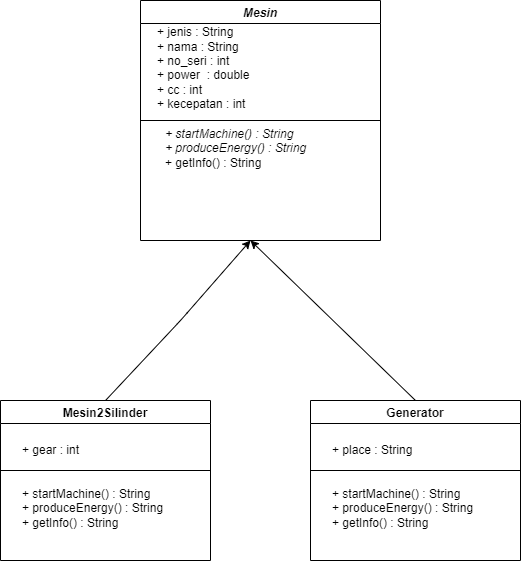 Mesin
+ jenis : String
+ nama : String
+ no_seri : int
+ power  : double
+ cc : int
+ kecepatan : int
+ startMachine() : String
+ produceEnergy() : String
+ getInfo() : String
Mesin2Silinder
+ gear : int
+ startMachine() : String
+ produceEnergy() : String
+ getInfo() : String
Generator
+ place : String
+ startMachine() : String
+ produceEnergy() : String
+ getInfo() : String